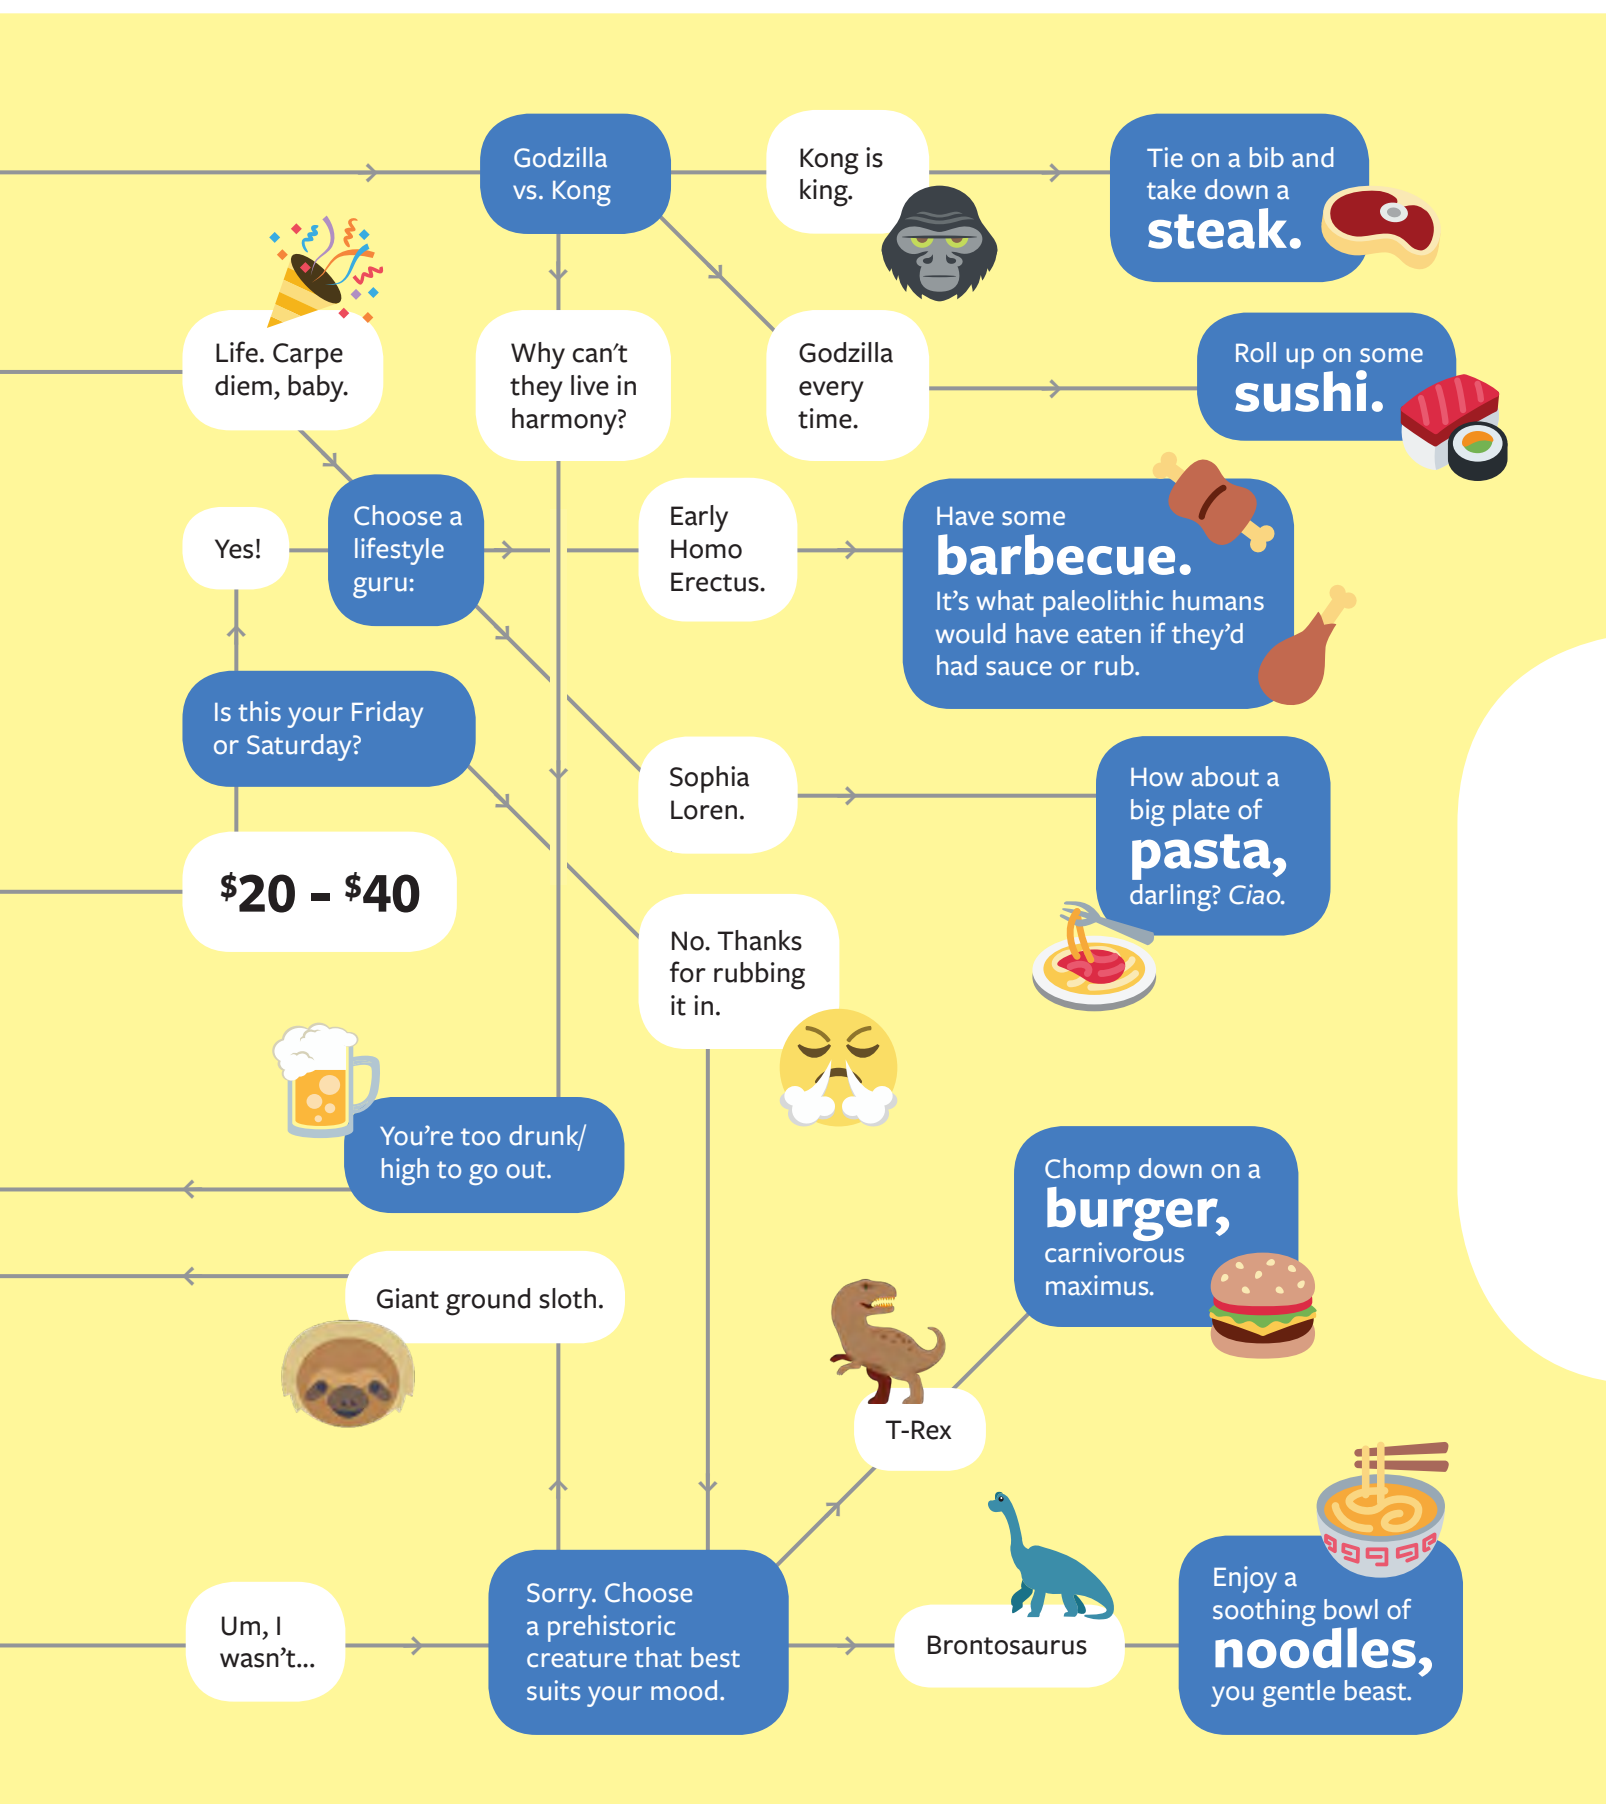 Godzilla
vs. Kong
Kong is
king.
Tie on a bib and
take down a
steak.
Life. Carpe
diem, baby.
Why can't
they live in
harmony?
Godzilla
every
time.
Roll up on some
sushi.
Yes!
Choose a
lifestyle
guru:
Early
Homo
Erectus.
Have some
barbecue.
It's what paleolithic humans
would have eaten if they'd
had sauce or rub.
Is this your Friday
or Saturday?
Sophia
Loren.
How about a
big plate of
pasta,
darling? Ciao.
$20 – $40
No. Thanks
for rubbing
it in.
You're too drunk/
high to go out.
Chomp down on a
burger,
carnivorous
maximus.
Giant ground sloth.
T-Rex
Um, I
wasn't...
Sorry. Choose
a prehistoric
creature that best
suits your mood.
Brontosaurus
Enjoy a
soothing bowl of
noodles,
you gentle beast.